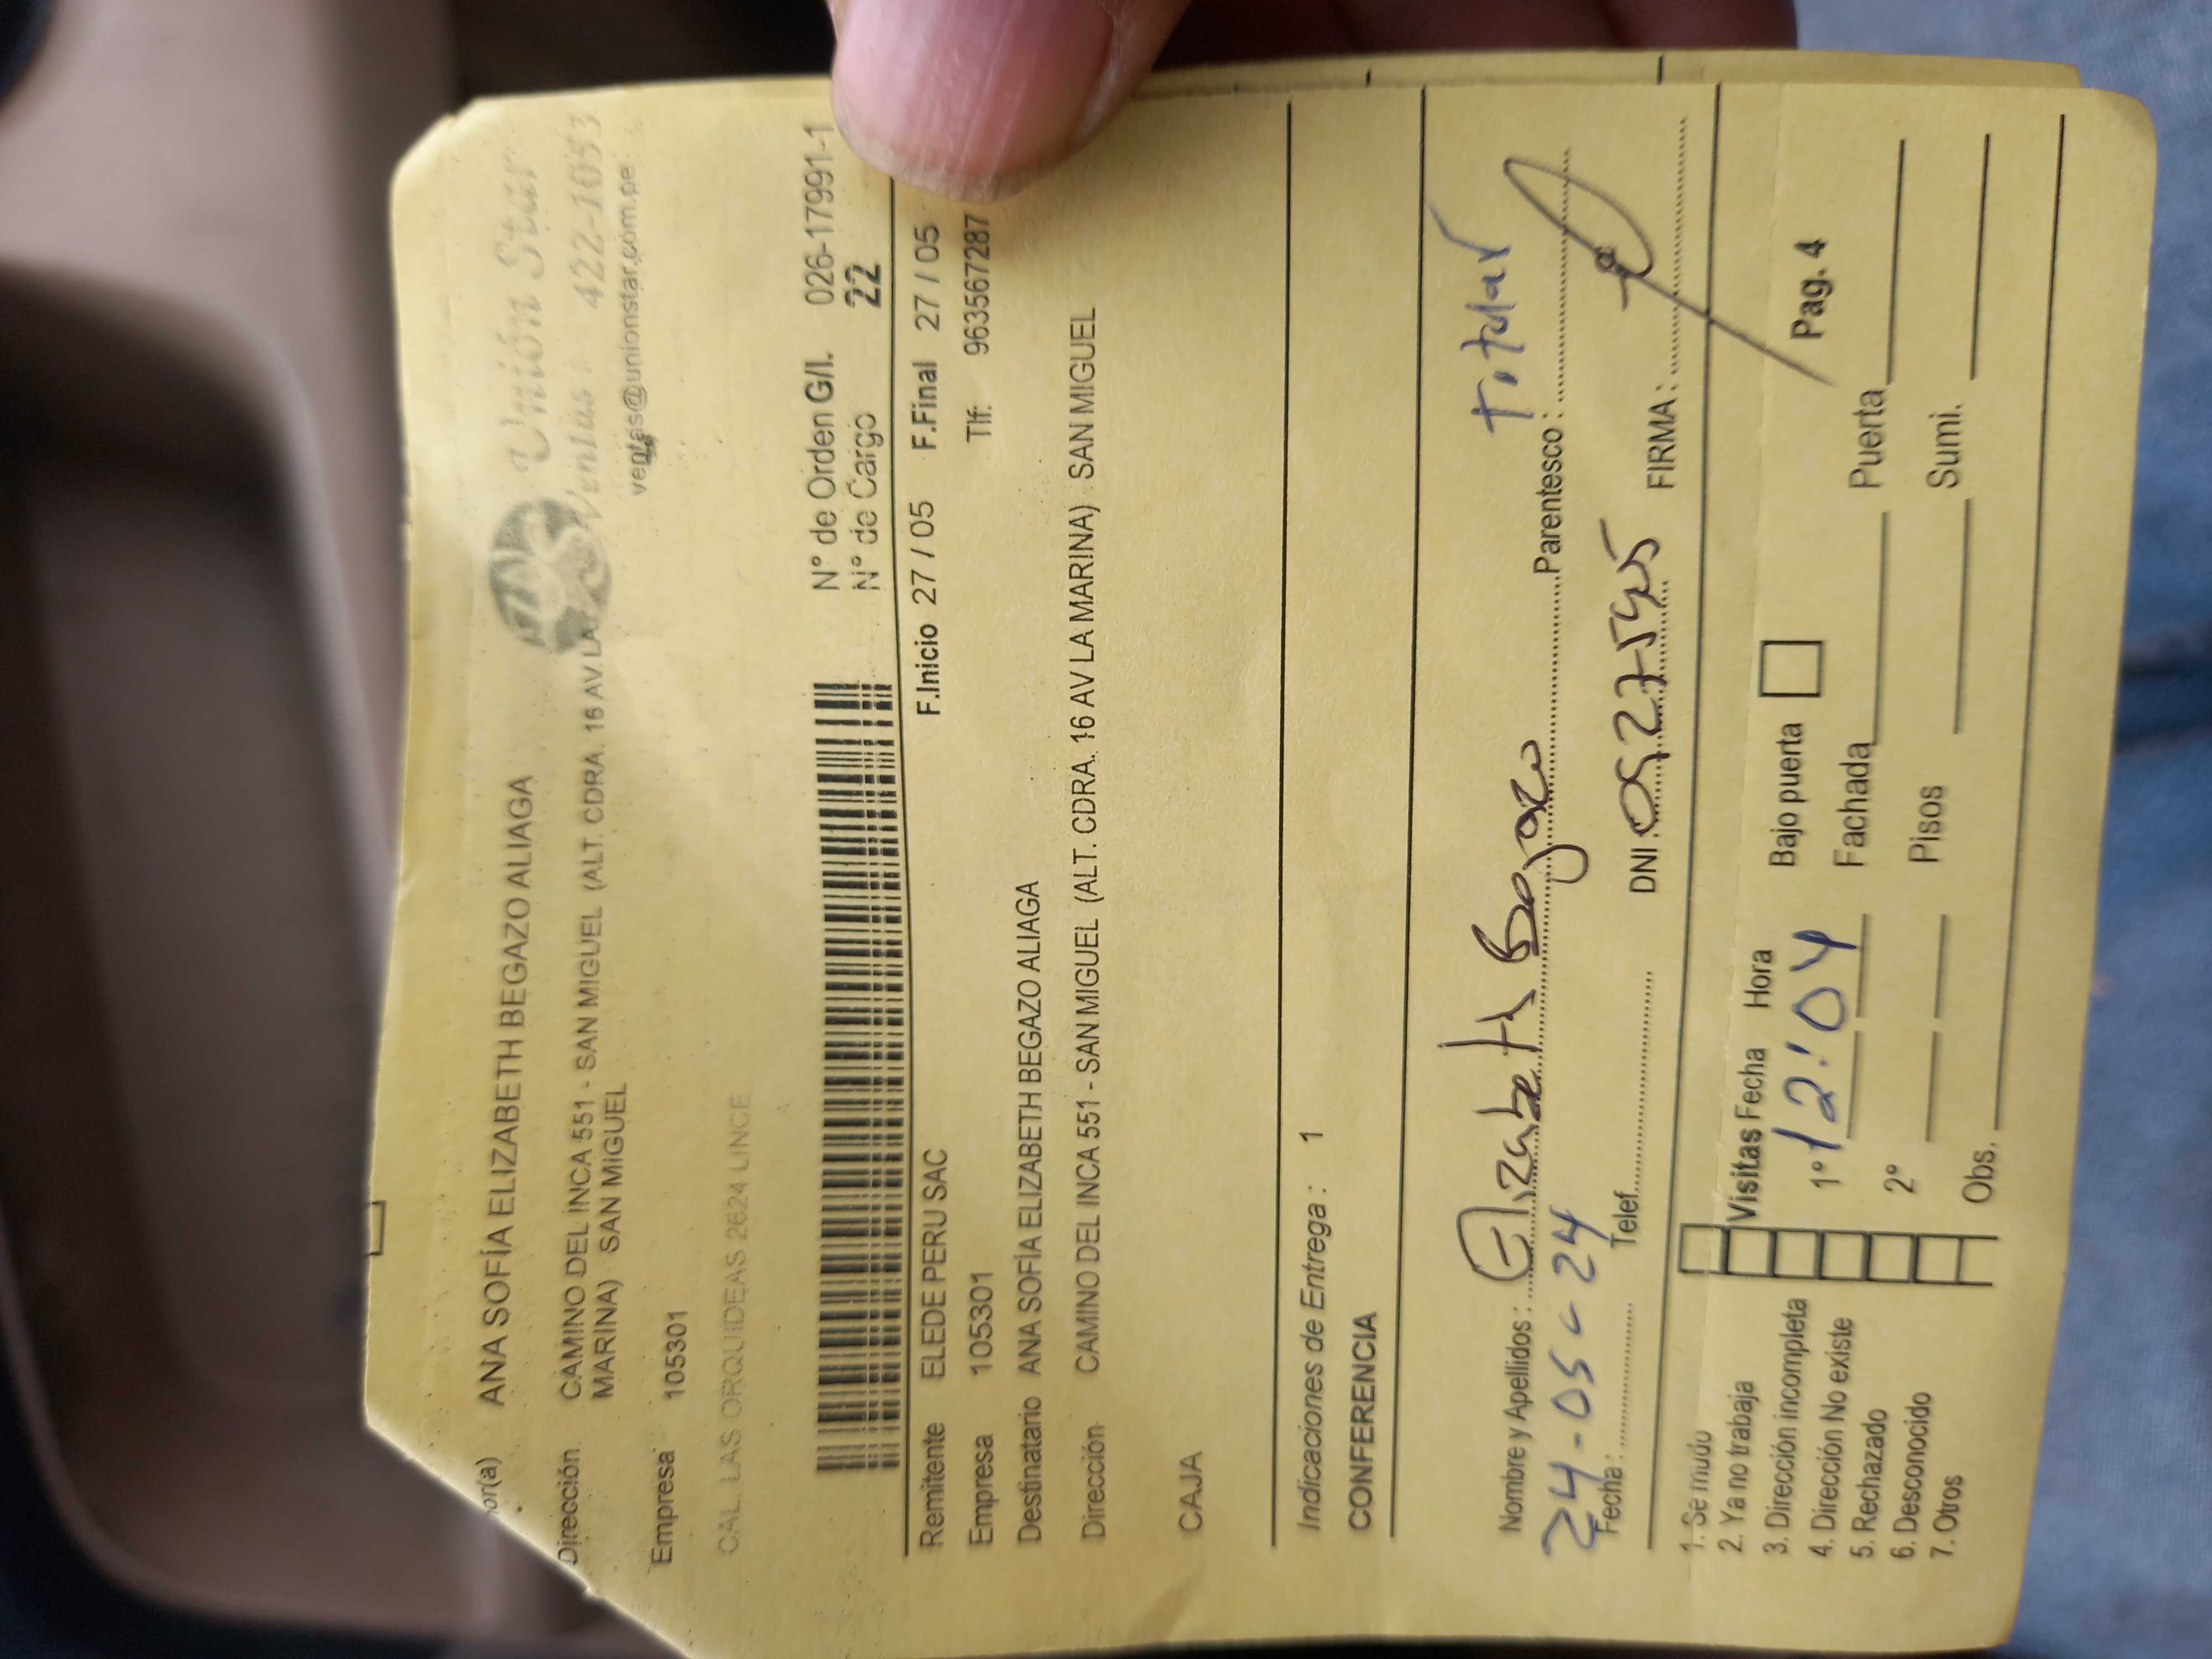 Unión Star
Ventas : 422-1053
ventas@unionstar.com.pe
or(a) ANA SOFÍA ELIZABETH BEGAZO ALIAGA
Dirección CAMINO DEL INCA 551 - SAN MIGUEL (ALT. CDRA. 16 AV. LA
MARINA) SAN MIGUEL
Empresa 105301
CAL. LAS ORQUIDEAS 2624 LINCE
N° de Orden G/I. 026-17991-1
N° de Cargo 22
Remitente ELEDE PERU SAC F.Inicio 27 / 05 F.Final 27 / 05
Empresa 105301 Tlf: 963567287
Destinatario ANA SOFÍA ELIZABETH BEGAZO ALIAGA
Dirección CAMINO DEL INCA 551 - SAN MIGUEL (ALT. CDRA. 16 AV LA MARINA) SAN MIGUEL
CAJA
Indicaciones de Entrega : 1
CONFERENCIA
Nombre y Apellidos : Elizabeth Begazo Parentesco : Titular
24-05-24
Fecha : Telef. DNI FIRMA :
1. Se mudo
2. Ya no trabaja
3. Dirección incompleta
4. Dirección No existe
5. Rechazado
6. Desconocido
7. Otros
Visitas Fecha Hora Bajo puerta Pag. 4
1° 12:04 Fachada Puerta
2° Pisos Sumi.
Obs.